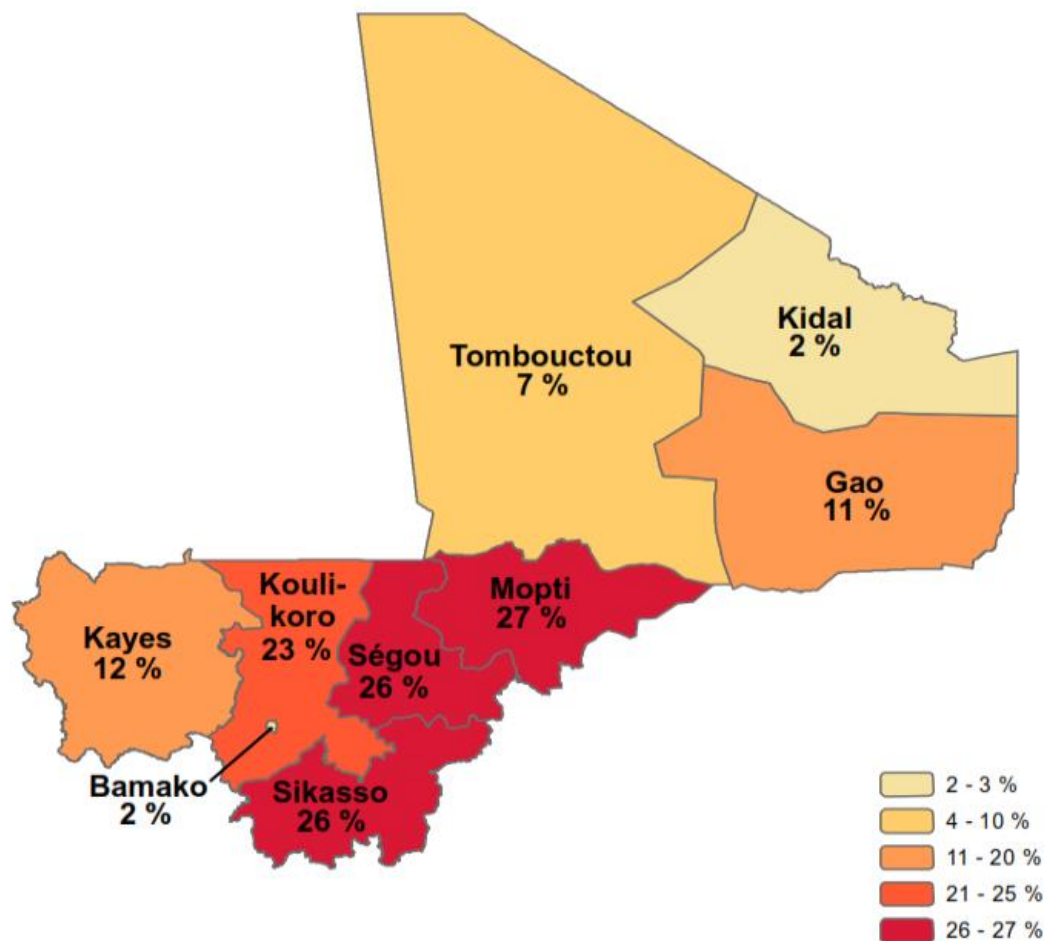 Kidal
2 %
Tombouctou
7 %
Gao
11 %
Mopti
27 %
Kouli-
koro
23 %
Kayes
12 %
Ségou
26 %
Bamako
2 %
Sikasso
26 %
2 - 3 %
4 - 10 %
11 - 20 %
21 - 25 %
26 - 27 %